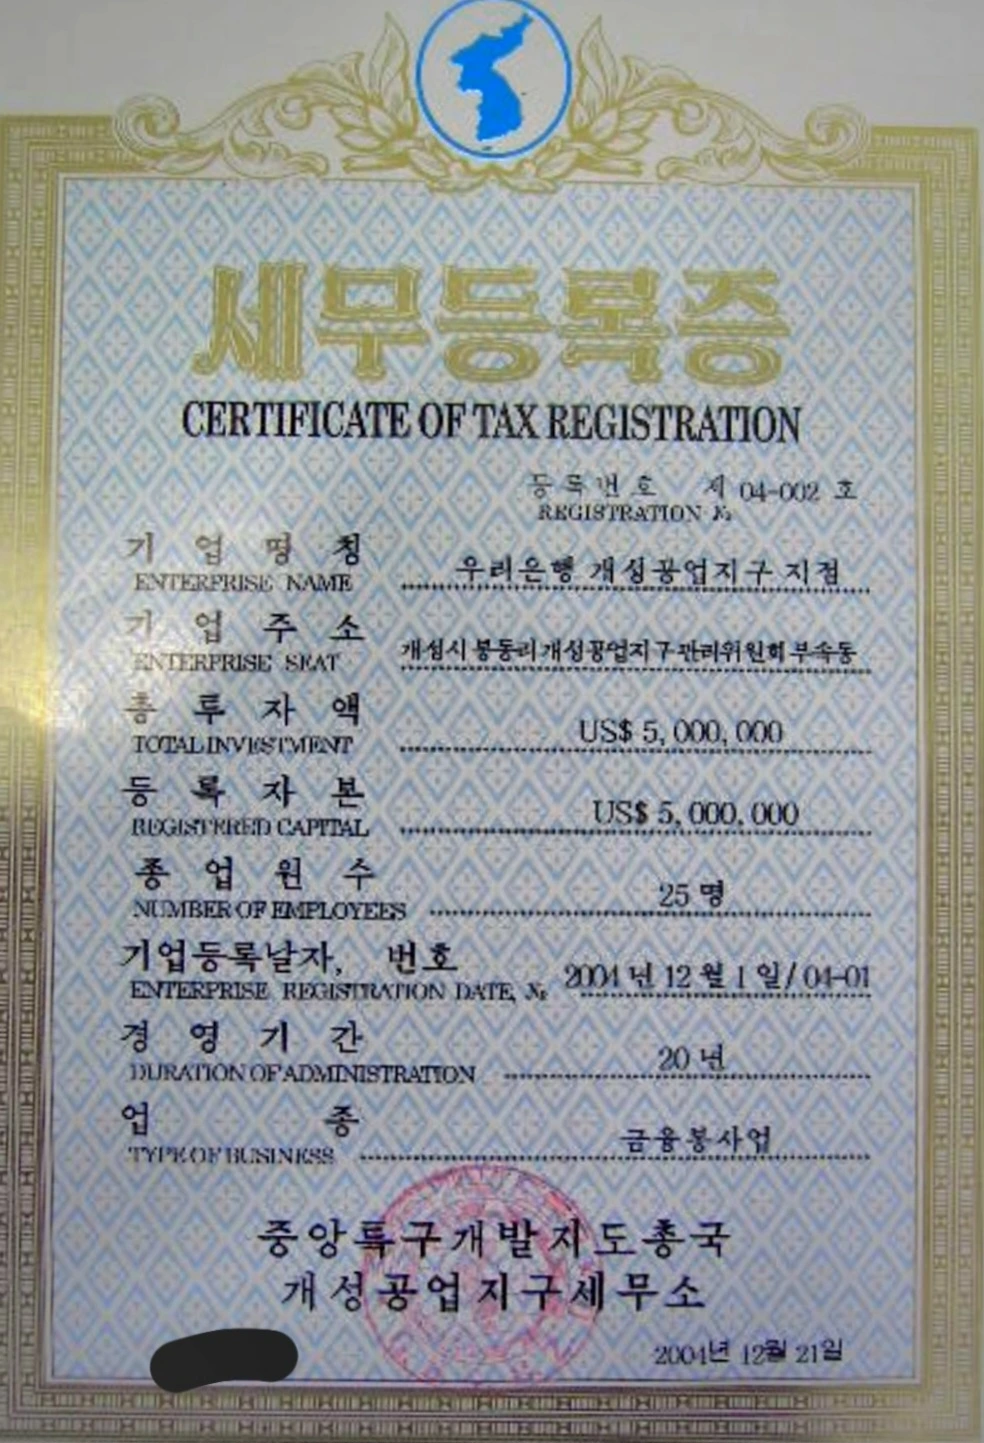 세무등록증
CERTIFICATE OF TAX REGISTRATION
등록번호 제 04-002 호
REGISTRATION №
기업명칭
ENTERPRISE NAME
우리은행 개성공업지구 지점
기업주소
ENTERPRISE SEAT
개성시 봉동리 개성공업지구관리위원회 부속동
총투자액
TOTAL INVESTMENT
US$ 5, 000, 000
등록자본
REGISTERED CAPITAL
US$ 5, 000, 000
종업원수
NUMBER OF EMPLOYEES
25 명
기업등록날자, 번호
ENTERPRISE REGISTRATION DATE, №
2004 년 12 월 1 일 / 04-01
경영기간
DURATION OF ADMINISTRATION
20 년
업종
TYPE OF BUSINESS
금융봉사업
중앙특구개발지도총국
개성공업지구세무소
2004년 12월 21일